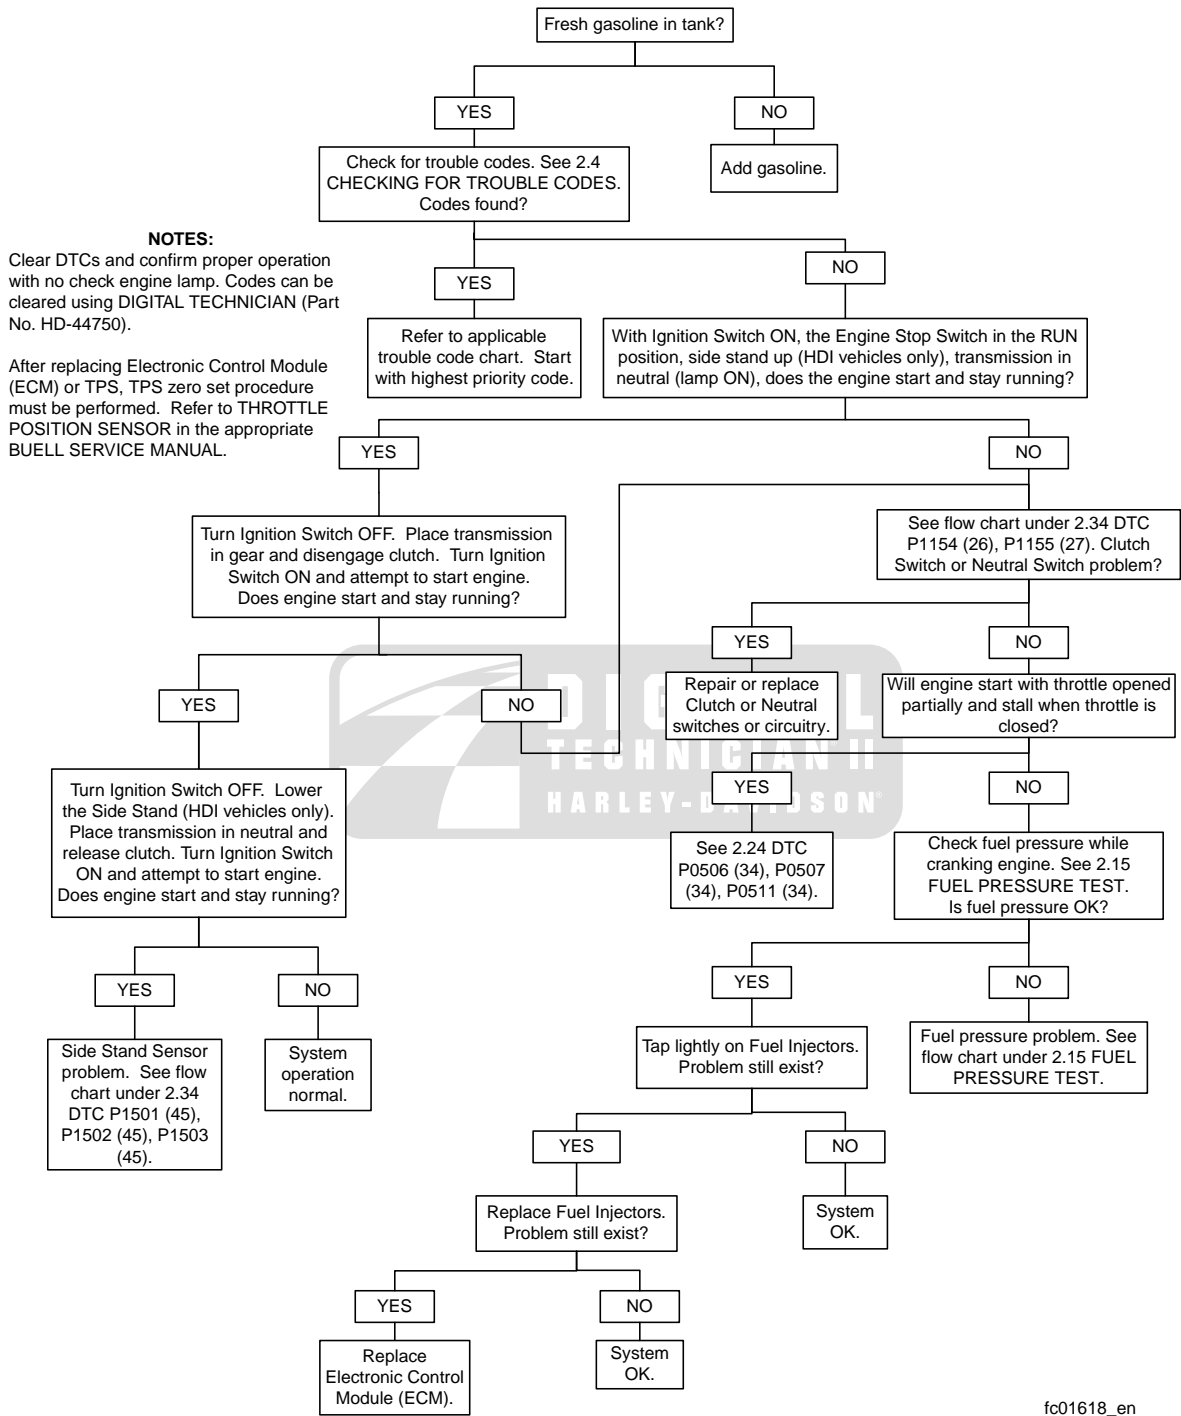 Fresh gasoline in tank?
YES
NO
Check for trouble codes. See 2.4
CHECKING FOR TROUBLE CODES.
Codes found?
Add gasoline.
NOTES:
Clear DTCs and confirm proper operation
with no check engine lamp. Codes can be
cleared using DIGITAL TECHNICIAN (Part
No. HD-44750).
After replacing Electronic Control Module
(ECM) or TPS, TPS zero set procedure
must be performed. Refer to THROTTLE
POSITION SENSOR in the appropriate
BUELL SERVICE MANUAL.
YES
NO
Refer to applicable
trouble code chart. Start
with highest priority code.
With Ignition Switch ON, the Engine Stop Switch in the RUN
position, side stand up (HDI vehicles only), transmission in
neutral (lamp ON), does the engine start and stay running?
YES
NO
Turn Ignition Switch OFF. Place transmission
in gear and disengage clutch. Turn Ignition
Switch ON and attempt to start engine.
Does engine start and stay running?
See flow chart under 2.34 DTC
P1154 (26), P1155 (27). Clutch
Switch or Neutral Switch problem?
YES
NO
YES
NO
Repair or replace
Clutch or Neutral
switches or circuitry.
Will engine start with throttle opened
partially and stall when throttle is
closed?
DIGITAL
TECHNICIAN II
HARLEY-DAVIDSON
Turn Ignition Switch OFF. Lower
the Side Stand (HDI vehicles only).
Place transmission in neutral and
release clutch. Turn Ignition Switch
ON and attempt to start engine.
Does engine start and stay running?
YES
NO
See 2.24 DTC
P0506 (34), P0507
(34), P0511 (34).
Check fuel pressure while
cranking engine. See 2.15
FUEL PRESSURE TEST.
Is fuel pressure OK?
YES
NO
YES
NO
Side Stand Sensor
problem. See flow
chart under 2.34
DTC P1501 (45),
P1502 (45), P1503
(45).
System
operation
normal.
Tap lightly on Fuel Injectors.
Problem still exist?
Fuel pressure problem. See
flow chart under 2.15 FUEL
PRESSURE TEST.
YES
NO
Replace Fuel Injectors.
Problem still exist?
System
OK.
YES
NO
Replace
Electronic Control
Module (ECM).
System
OK.
fc01618_en